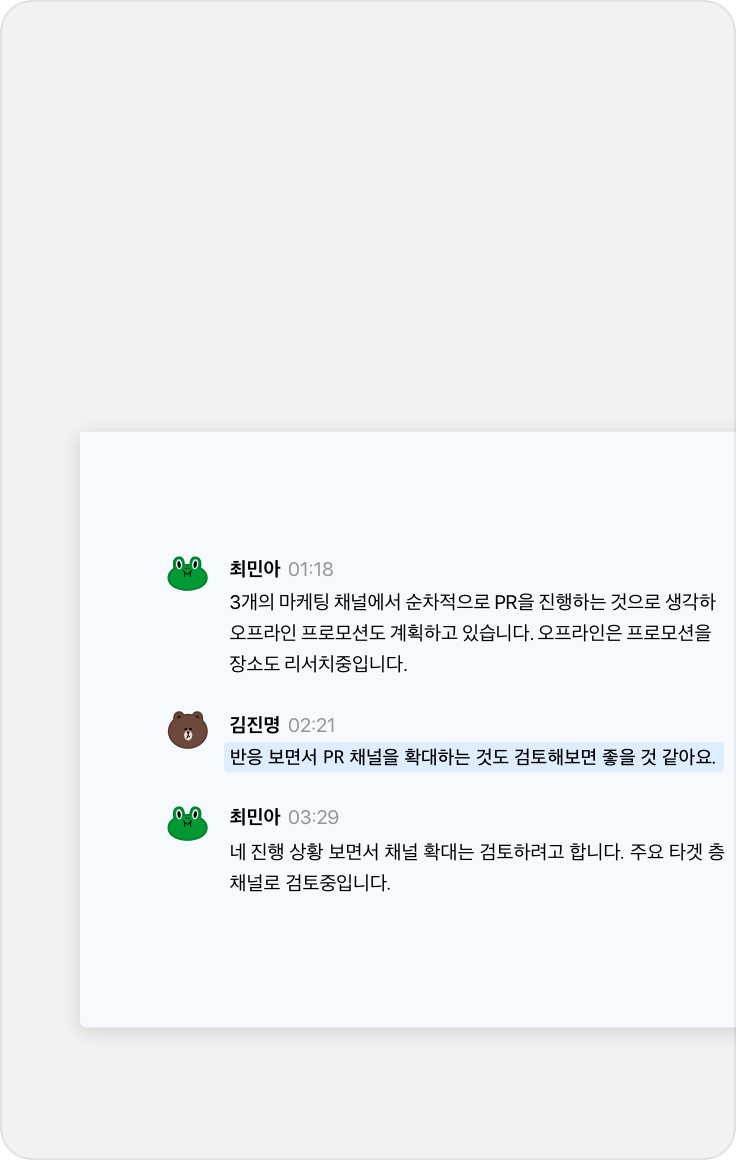 최민아 01:18
3개의 마케팅 채널에서 순차적으로 PR을 진행하는 것으로 생각하
오프라인 프로모션도 계획하고 있습니다. 오프라인은 프로모션을
장소도 리서치중입니다.
김진명 02:21
반응 보면서 PR 채널을 확대하는 것도 검토해보면 좋을 것 같아요.
최민아 03:29
네 진행 상황 보면서 채널 확대는 검토하려고 합니다. 주요 타겟 층
채널로 검토중입니다.